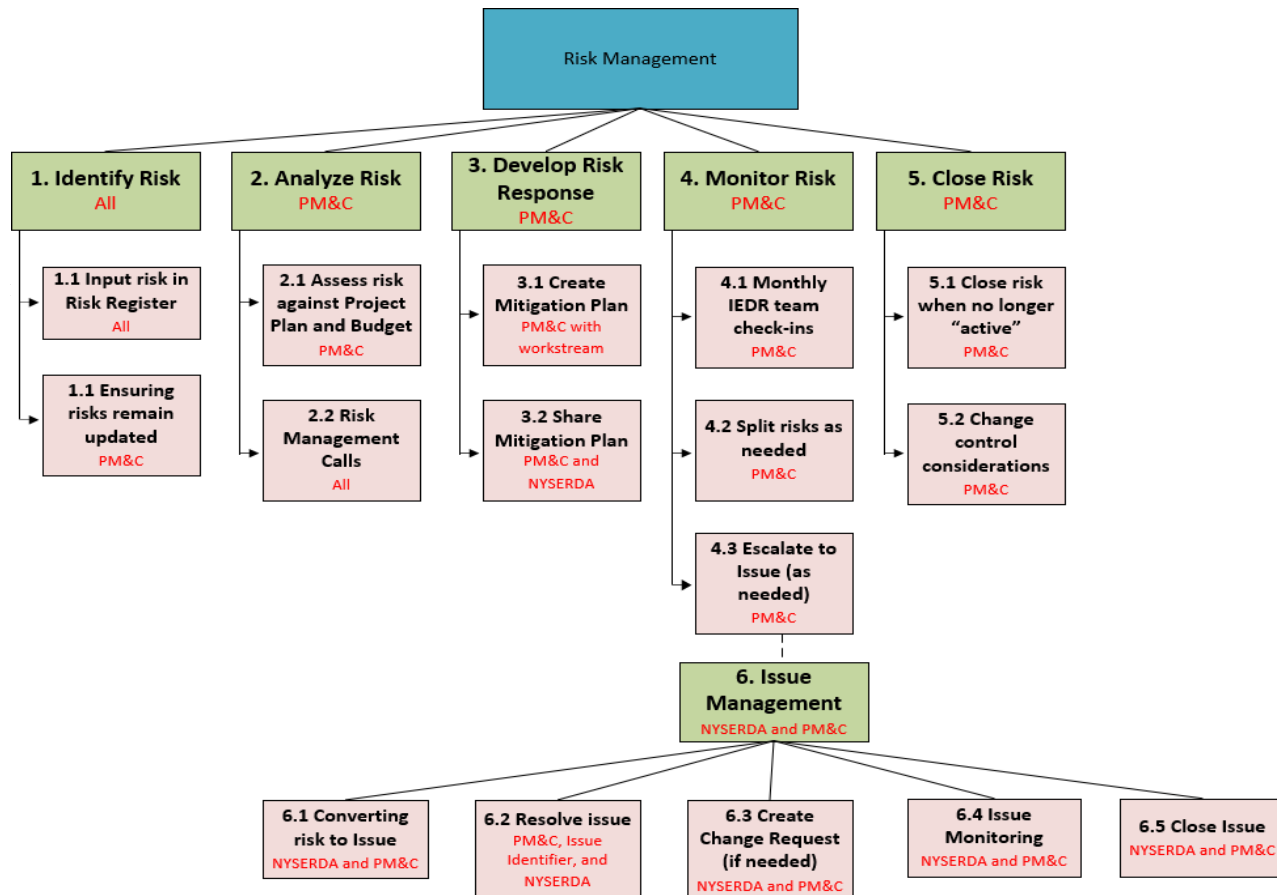 Risk Management
1. Identify Risk
All
2. Analyze Risk
PM&C
3. Develop Risk
Response
PM&C
4. Monitor Risk
PM&C
5. Close Risk
PM&C
1.1 Input risk in
Risk Register
All
1.1 Ensuring
risks remain
updated
PM&C
2.1 Assess risk
against Project
Plan and Budget
PM&C
2.2 Risk
Management
Calls
All
3.1 Create
Mitigation Plan
PM&C with
workstream
3.2 Share
Mitigation Plan
PM&C and
NYSERDA
4.1 Monthly
IEDR team
check-ins
PM&C
4.2 Split risks as
needed
PM&C
4.3 Escalate to
Issue (as
needed)
PM&C
5.1 Close risk
when no longer
“active”
PM&C
5.2 Change
control
considerations
PM&C
6. Issue
Management
NYSERDA and PM&C
6.1 Converting
risk to Issue
NYSERDA and PM&C
6.2 Resolve issue
PM&C, Issue
Identifier, and
NYSERDA
6.3 Create
Change Request
(if needed)
NYSERDA and PM&C
6.4 Issue
Monitoring
NYSERDA and PM&C
6.5 Close Issue
NYSERDA and PM&C